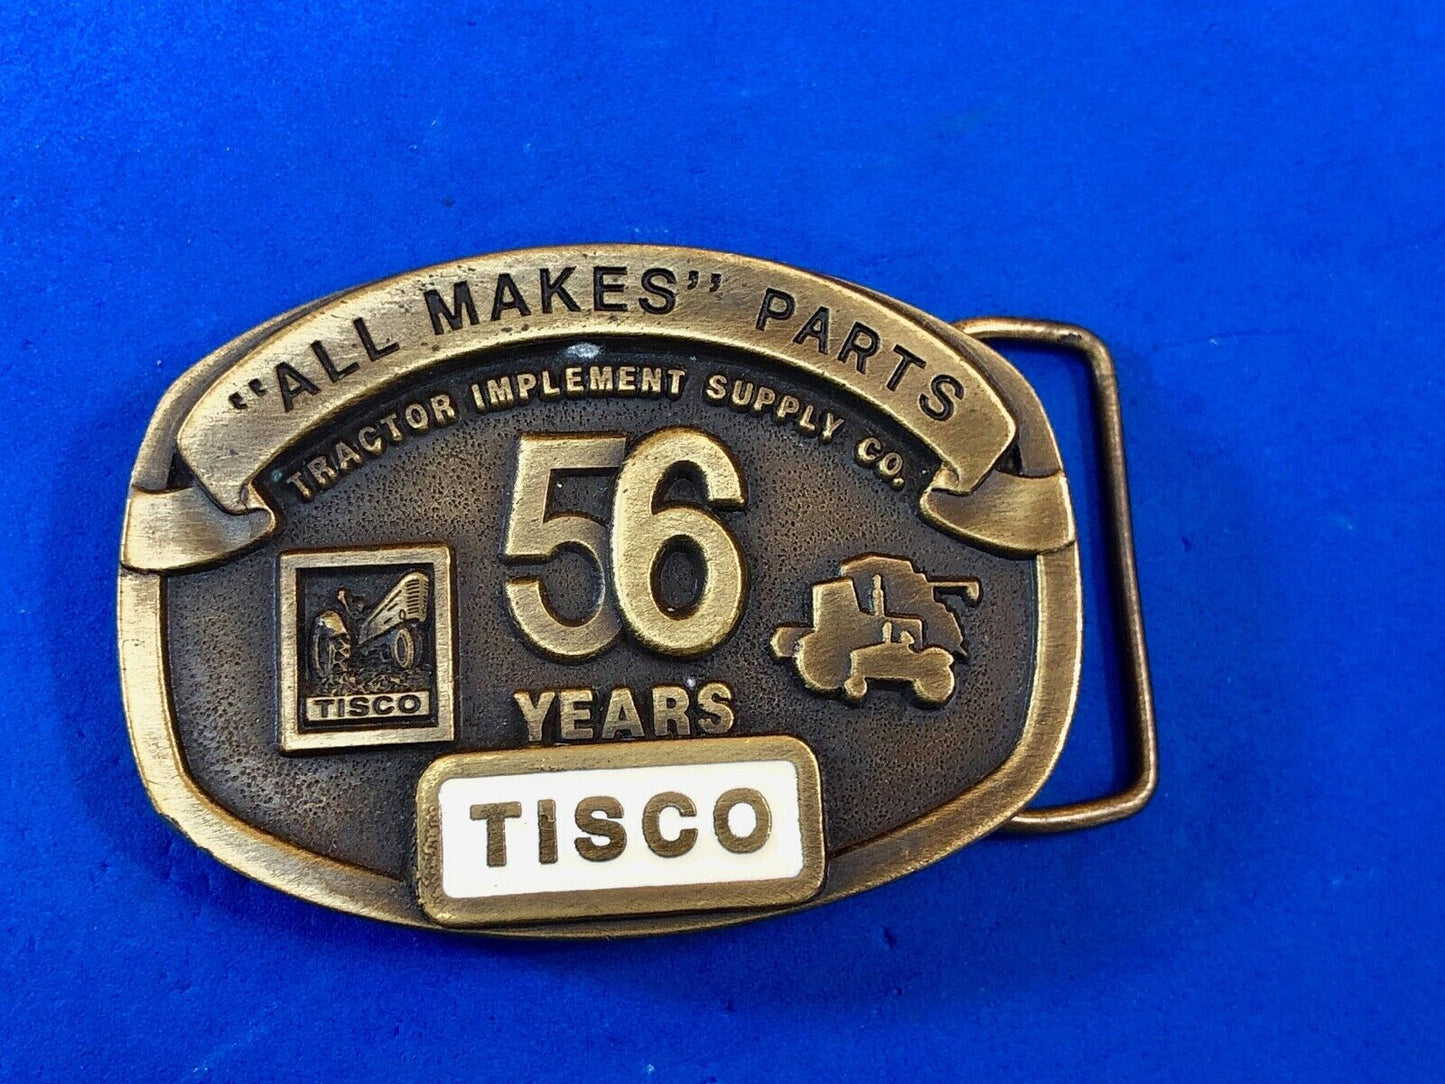 "ALL MAKES" PARTS
TRACTOR IMPLEMENT SUPPLY CO.
56
YEARS
TISCO
TISCO